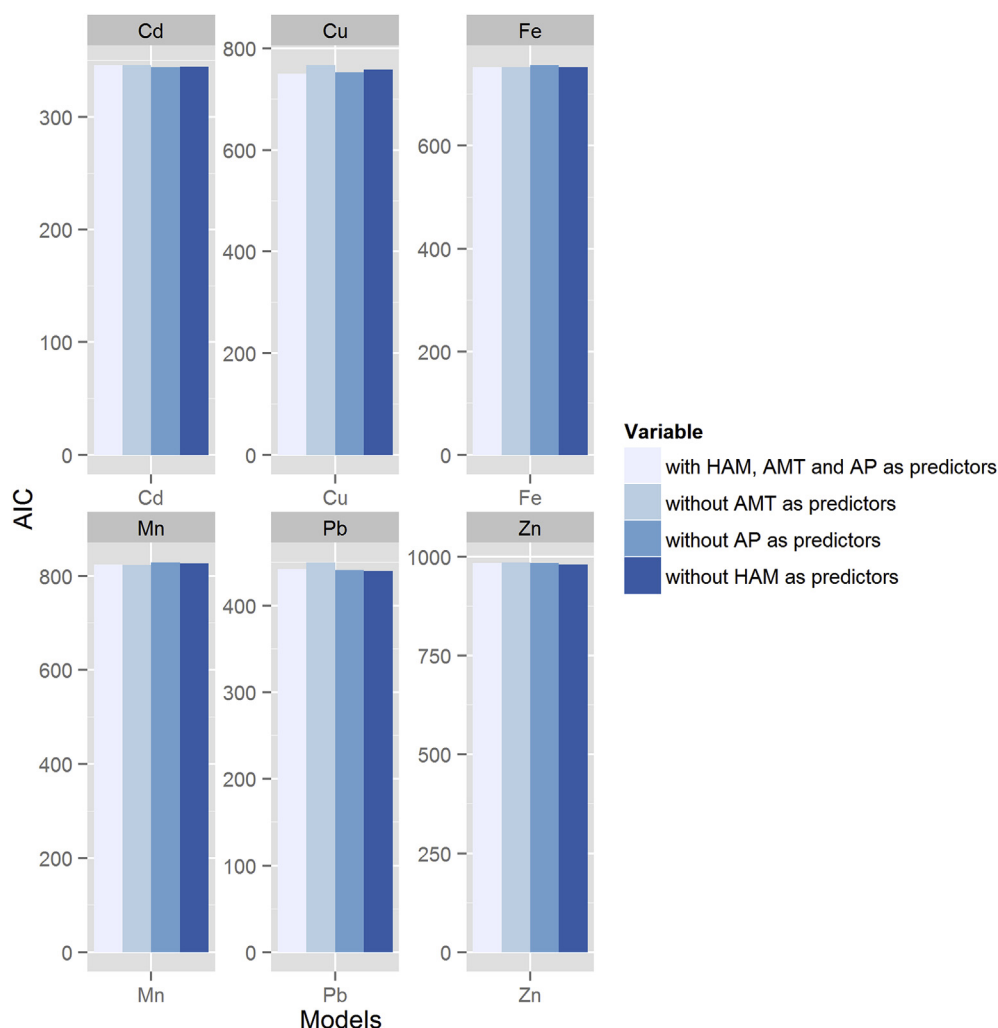 Cd
Cu
Fe
300
200
100
0
800
600
400
200
0
600
400
200
0
Cd
Cu
Fe
AIC
Mn
Pb
Zn
800
600
400
200
0
400
300
200
100
0
1000
750
500
250
0
Mn
Pb
Zn
Models
Variable
with HAM, AMT and AP as predictors
without AMT as predictors
without AP as predictors
without HAM as predictors